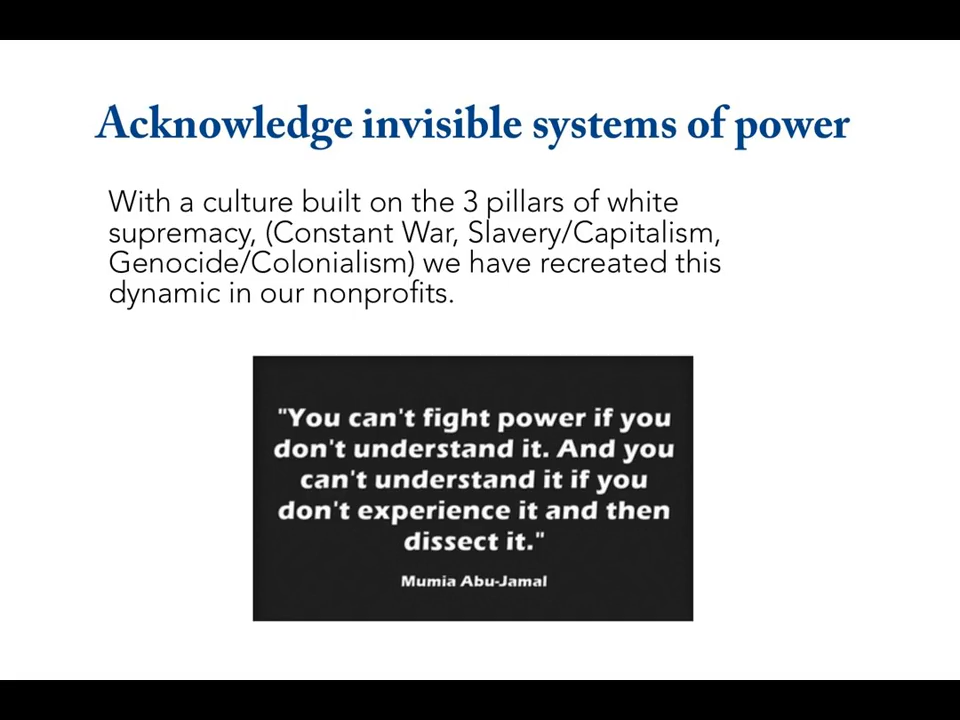 Acknowledge invisible systems of power
With a culture built on the 3 pillars of white
supremacy, (Constant War, Slavery/Capitalism,
Genocide/Colonialism) we have recreated this
dynamic in our nonprofits.
"You can't fight power if you
don't understand it. And you
can't understand it if you
don't experience it and then
dissect it."
Mumia Abu-Jamal